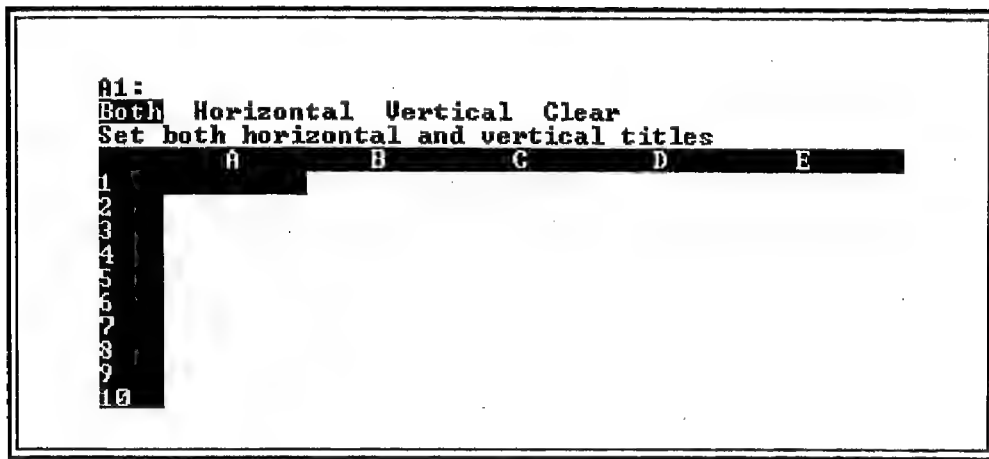 A1:
Both Horizontal Vertical Clear
Set both horizontal and vertical titles
A B C D E
1
2
3
4
5
6
7
8
9
10